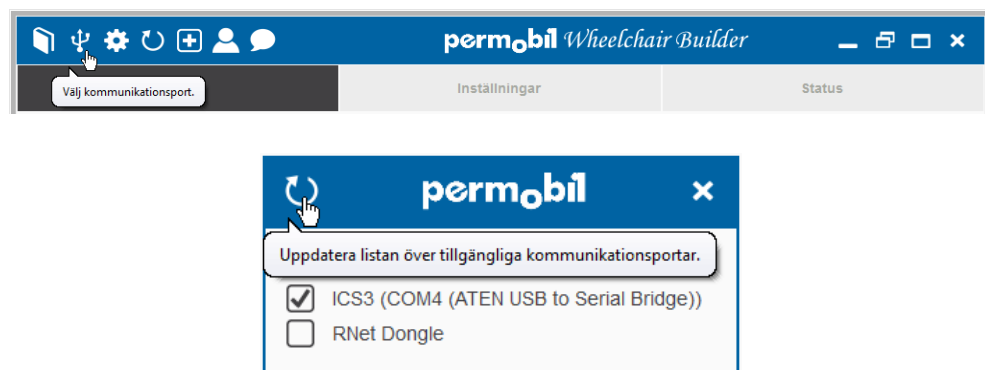 permobil Wheelchair Builder
Välj kommunikationsport.
Inställningar
Status
permobil
Uppdatera listan över tillgängliga kommunikationsportar.
ICS3 (COM4 (ATEN USB to Serial Bridge))
RNet Dongle